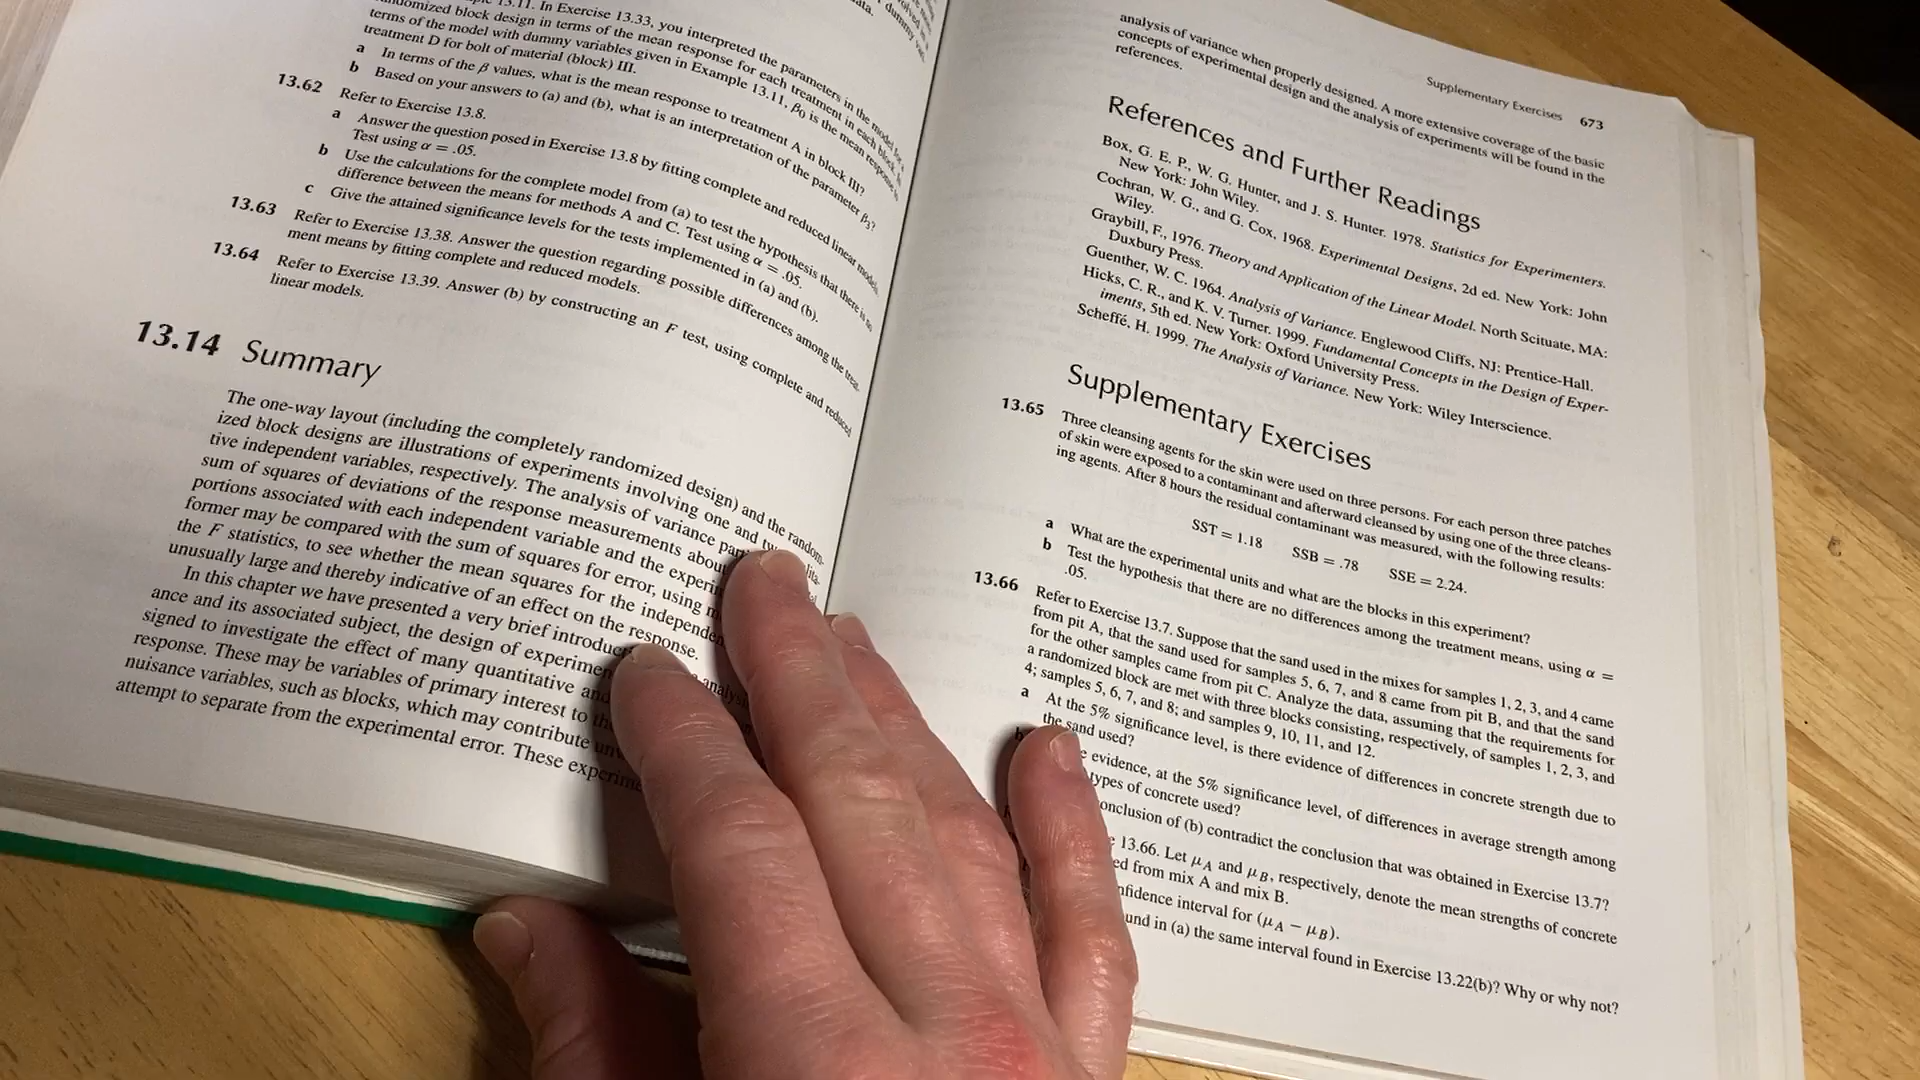 13.11. In Exercise 13.33, you interpreted the parameters in the model for a
randomized block design in terms of the mean response for each treatment in each block. In
terms of the model with dummy variables given in Example 13.11, β0 is the mean response to
treatment D for bolt of material (block) III.
a In terms of the β values, what is the mean response to treatment A in block III?
b Based on your answers to (a) and (b), what is an interpretation of the parameter β3?
13.62 Refer to Exercise 13.8.
a Answer the question posed in Exercise 13.8 by fitting complete and reduced linear models.
Test using α = .05.
b Use the calculations for the complete model from (a) to test the hypothesis that there is no
difference between the means for methods A and C. Test using α = .05.
c Give the attained significance levels for the tests implemented in (a) and (b).
13.63 Refer to Exercise 13.38. Answer the question regarding possible differences among the treat-
ment means by fitting complete and reduced models.
13.64 Refer to Exercise 13.39. Answer (b) by constructing an F test, using complete and reduced
linear models.
13.14 Summary
The one-way layout (including the completely randomized design) and the random-
ized block designs are illustrations of experiments involving one and
tive independent variables, respectively. The analysis of variance
sum of squares of deviations of the response measurements about
portions associated with each independent variable and the
former may be compared with the sum of squares for error, using
the F statistics, to see whether the mean squares for the
unusually large and thereby indicative of an effect on the response.
In this chapter we have presented a very brief
ance and its associated subject, the design of
signed to investigate the effect of many quantitative and
response. These may be variables of primary interest to
nuisance variables, such as blocks, which may contribute
attempt to separate from the experimental error. These
Supplementary Exercises 673
analysis of variance when properly designed. A more extensive coverage of the basic
concepts of experimental design and the analysis of experiments will be found in the
references.
References and Further Readings
Box, G. E. P., W. G. Hunter, and J. S. Hunter. 1978. Statistics for Experimenters.
New York: John Wiley.
Cochran, W. G., and G. Cox, 1968. Experimental Designs, 2d ed. New York: John
Wiley.
Graybill, F., 1976. Theory and Application of the Linear Model. North Scituate, MA:
Duxbury Press.
Guenther, W. C. 1964. Analysis of Variance. Englewood Cliffs, NJ: Prentice-Hall.
Hicks, C. R., and K. V. Turner. 1999. Fundamental Concepts in the Design of Exper-
iments, 5th ed. New York: Oxford University Press.
Scheffé, H. 1999. The Analysis of Variance. New York: Wiley Interscience.
Supplementary Exercises
13.65 Three cleansing agents for the skin were used on three persons. For each person three patches
of skin were exposed to a contaminant and afterward cleansed by using one of the three cleans-
ing agents. After 8 hours the residual contaminant was measured, with the following results:
SST = 1.18 SSB = .78 SSE = 2.24.
a What are the experimental units and what are the blocks in this experiment?
b Test the hypothesis that there are no differences among the treatment means, using α =
.05.
13.66 Refer to Exercise 13.7. Suppose that the sand used in the mixes for samples 1, 2, 3, and 4 came
from pit A, that the sand used for samples 5, 6, 7, and 8 came from pit B, and that the sand
for the other samples came from pit C. Analyze the data, assuming that the requirements for
a randomized block are met with three blocks consisting, respectively, of samples 1, 2, 3, and
4; samples 5, 6, 7, and 8; and samples 9, 10, 11, and 12.
a At the 5% significance level, is there evidence of differences in concrete strength due to
the sand used?
evidence, at the 5% significance level, of differences in average strength among
types of concrete used?
onclusion of (b) contradict the conclusion that was obtained in Exercise 13.7?
13.66. Let μA and μB, respectively, denote the mean strengths of concrete
ed from mix A and mix B.
nfidence interval for (μA − μB).
und in (a) the same interval found in Exercise 13.22(b)? Why or why not?